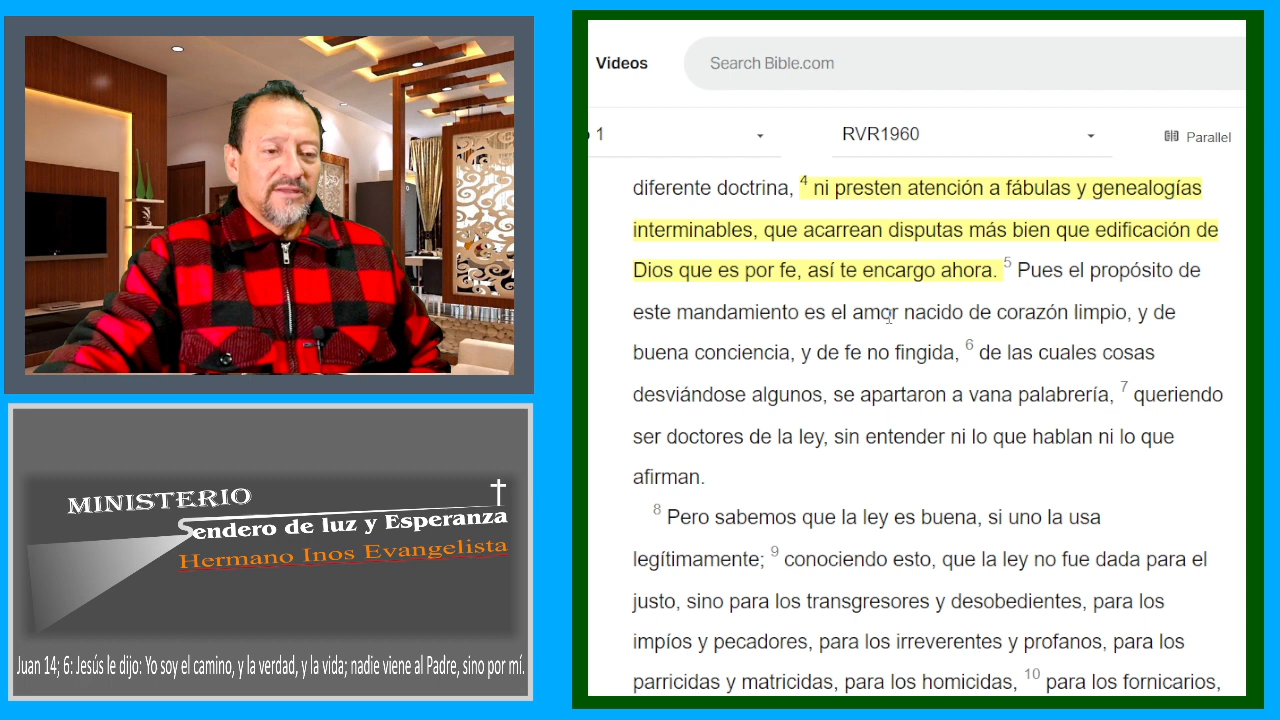 Videos
Search Bible.com
o 1
RVR1960
Parallel
diferente doctrina, 4 ni presten atención a fábulas y genealogías
interminables, que acarrean disputas más bien que edificación de
Dios que es por fe, así te encargo ahora. 5 Pues el propósito de
este mandamiento es el amor nacido de corazón limpio, y de
buena conciencia, y de fe no fingida, 6 de las cuales cosas
desviándose algunos, se apartaron a vana palabrería, 7 queriendo
ser doctores de la ley, sin entender ni lo que hablan ni lo que
afirman.
8 Pero sabemos que la ley es buena, si uno la usa
legítimamente; 9 conociendo esto, que la ley no fue dada para el
justo, sino para los transgresores y desobedientes, para los
impíos y pecadores, para los irreverentes y profanos, para los
parricidas y matricidas, para los homicidas, 10 para los fornicarios,
MINISTERIO
Sendero de luz y Esperanza
Hermano Inos Evangelista
Juan 14; 6: Jesús le dijo: Yo soy el camino, y la verdad, y la vida; nadie viene al Padre, sino por mí.